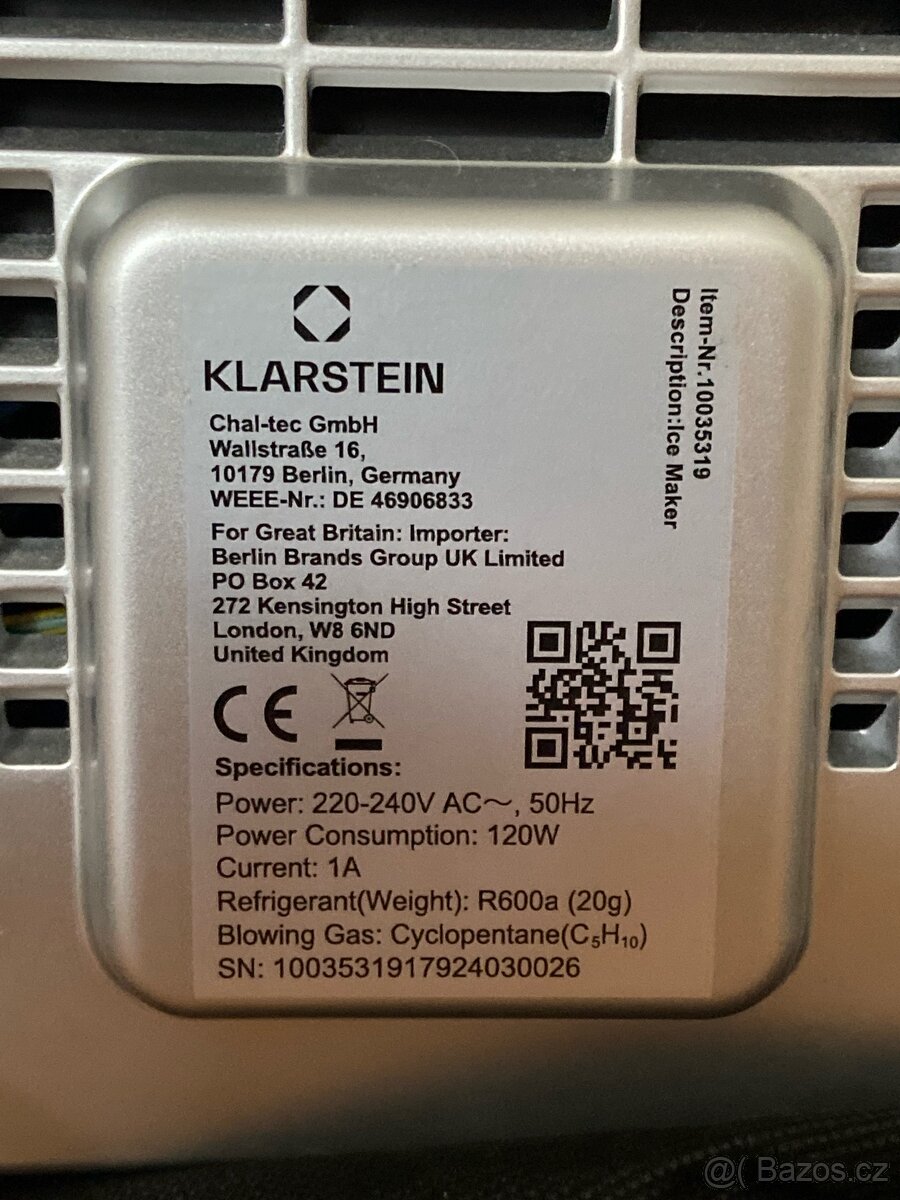 KLARSTEIN
Chal-tec GmbH
Wallstraße 16,
10179 Berlin, Germany
WEEE-Nr.: DE 46906833
For Great Britain: Importer:
Berlin Brands Group UK Limited
PO Box 42
272 Kensington High Street
London, W8 6ND
United Kingdom
Item-Nr.10035319
Description:Ice Maker
CE
Specifications:
Power: 220-240V AC～, 50Hz
Power Consumption: 120W
Current: 1A
Refrigerant(Weight): R600a (20g)
Blowing Gas: Cyclopentane(C₅H₁₀)
SN: 1003531917924030026
@( Bazos.cz